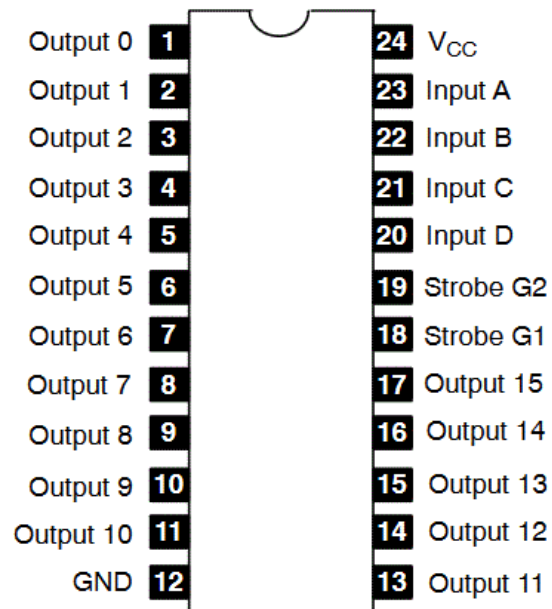 Output 0 1 24 VCC
Output 1 2 23 Input A
Output 2 3 22 Input B
Output 3 4 21 Input C
Output 4 5 20 Input D
Output 5 6 19 Strobe G2
Output 6 7 18 Strobe G1
Output 7 8 17 Output 15
Output 8 9 16 Output 14
Output 9 10 15 Output 13
Output 10 11 14 Output 12
GND 12 13 Output 11